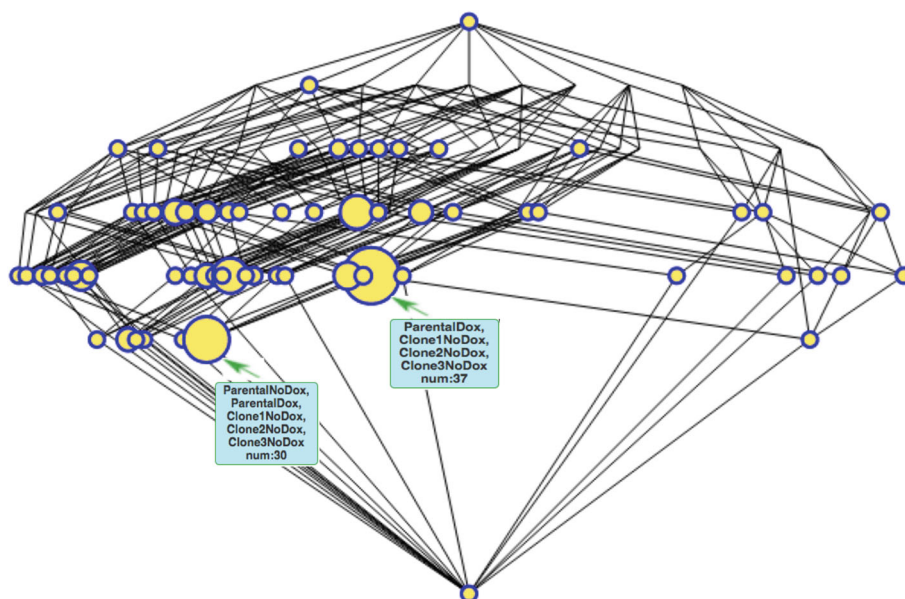 ParentalDox,
Clone1NoDox,
Clone2NoDox,
Clone3NoDox
num:37
ParentalNoDox,
ParentalDox,
Clone1NoDox,
Clone2NoDox,
Clone3NoDox
num:30